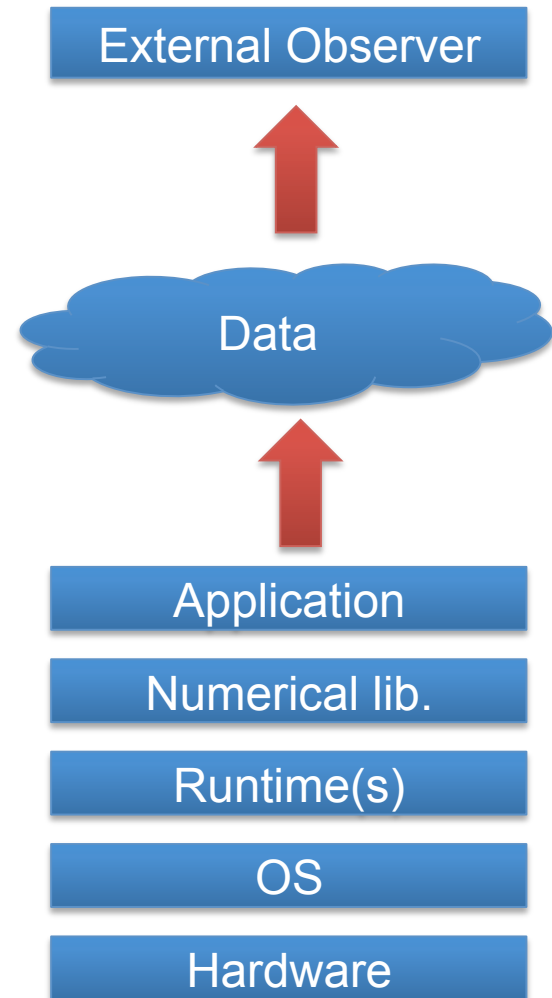 External Observer
Data
Application
Numerical lib.
Runtime(s)
OS
Hardware